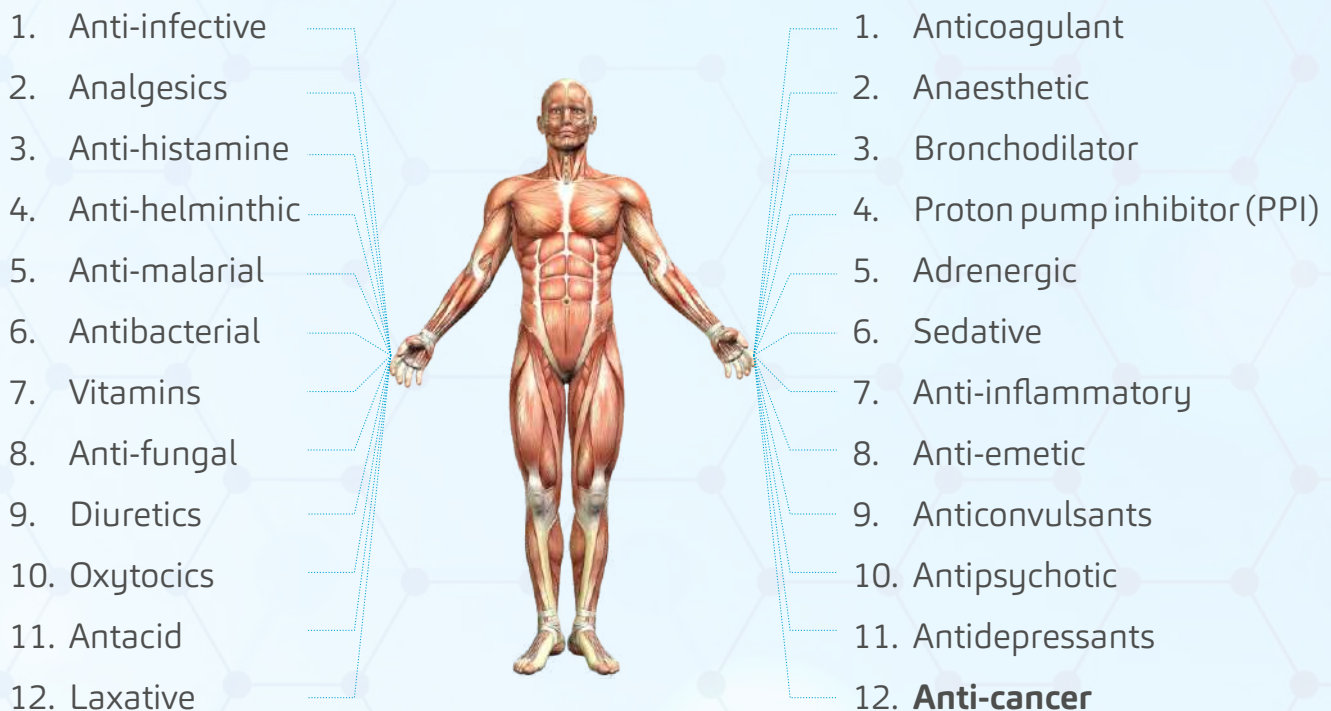 1. Anti-infective
2. Analgesics
3. Anti-histamine
4. Anti-helminthic
5. Anti-malarial
6. Antibacterial
7. Vitamins
8. Anti-fungal
9. Diuretics
10. Oxytocics
11. Antacid
12. Laxative
1. Anticoagulant
2. Anaesthetic
3. Bronchodilator
4. Proton pump inhibitor (PPI)
5. Adrenergic
6. Sedative
7. Anti-inflammatory
8. Anti-emetic
9. Anticonvulsants
10. Antipsychotic
11. Antidepressants
12. Anti-cancer